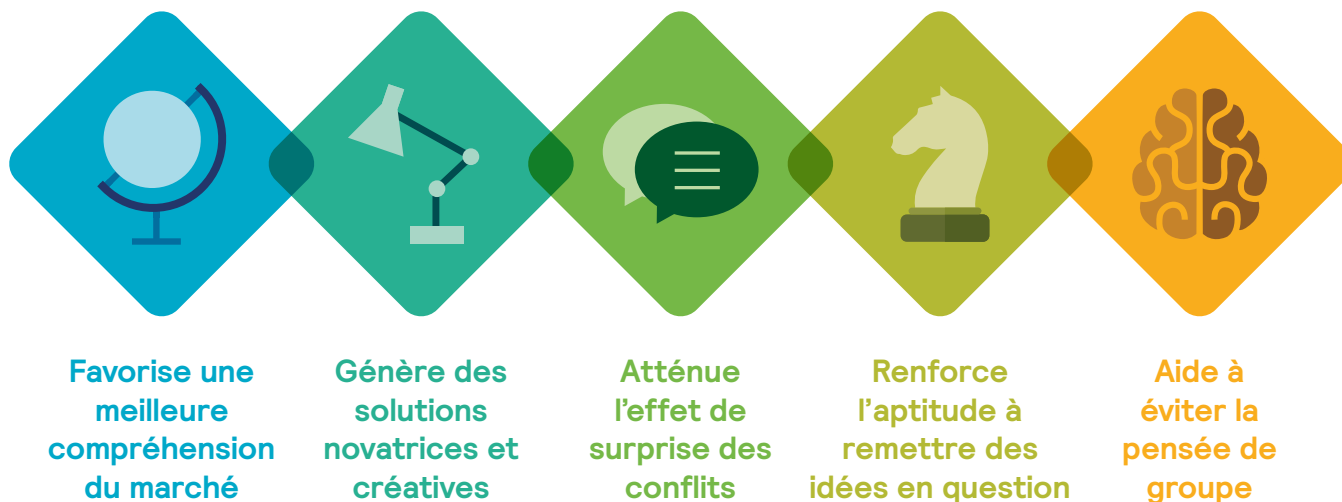 Favorise une
meilleure
compréhension
du marché
Génère des
solutions
novatrices et
créatives
Atténue
l'effet de
surprise des
conflits
Renforce
l'aptitude à
remettre des
idées en question
Aide à
éviter la
pensée de
groupe